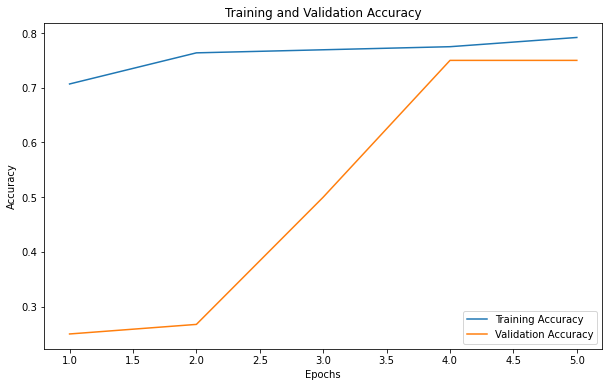 Training and Validation Accuracy
0.8
0.7
0.6
0.5
0.4
0.3
Accuracy
1.0 1.5 2.0 2.5 3.0 3.5 4.0 4.5 5.0
Epochs
Training Accuracy
Validation Accuracy